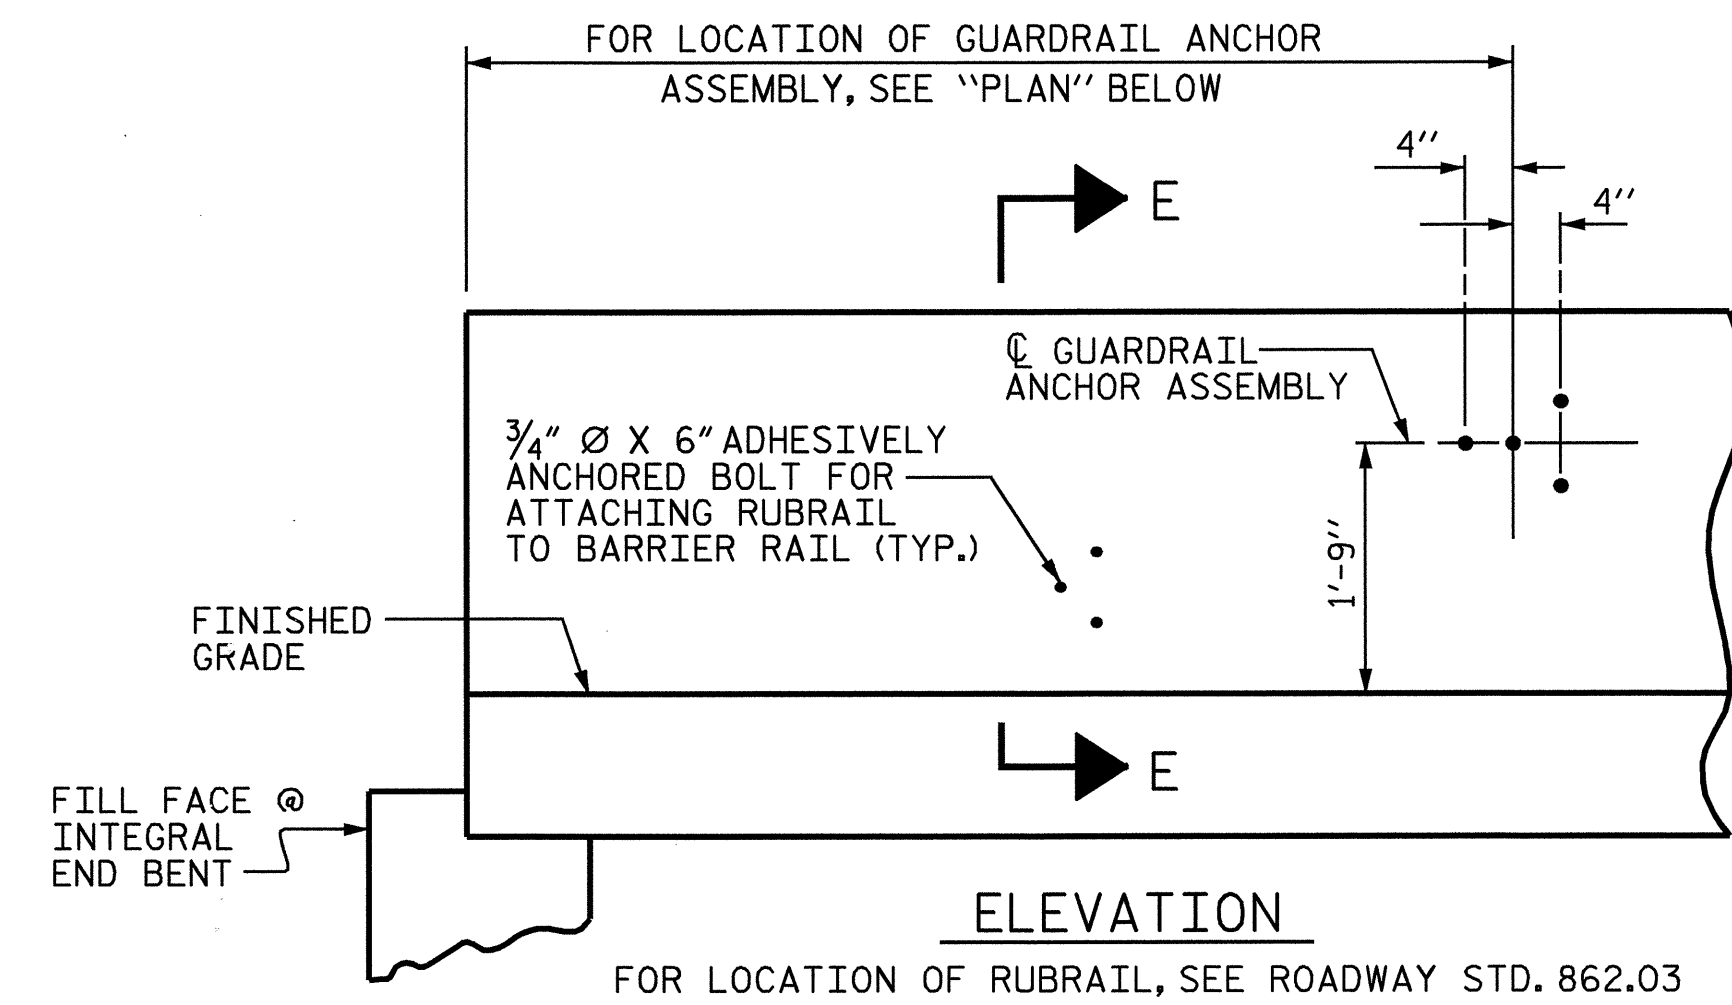 FOR LOCATION OF GUARDRAIL ANCHOR
ASSEMBLY, SEE "PLAN" BELOW
4"
4"
E
℄ GUARDRAIL
ANCHOR ASSEMBLY
3/4" Ø X 6" ADHESIVELY
ANCHORED BOLT FOR
ATTACHING RUBRAIL
TO BARRIER RAIL (TYP.)
1'-9"
FINISHED
GRADE
E
FILL FACE @
INTEGRAL
END BENT
ELEVATION
FOR LOCATION OF RUBRAIL, SEE ROADWAY STD. 862.03